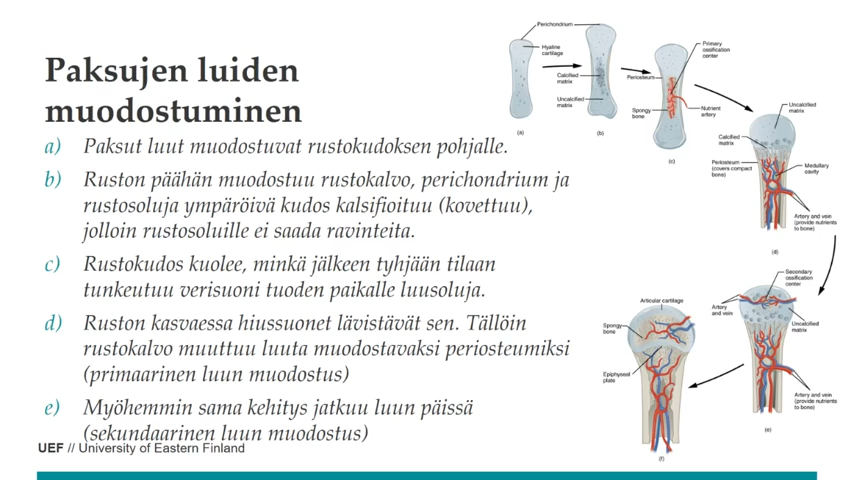 Paksujen luiden
muodostuminen
a) Paksut luut muodostuvat rustokudoksen pohjalle.
b) Ruston päähän muodostuu rustokalvo, perichondrium ja
rustosoluja ympäröivä kudos kalsifioituu (kovettuu),
jolloin rustosoluille ei saada ravinteita.
c) Rustokudos kuolee, minkä jälkeen tyhjään tilaan
tunkeutuu verisuoni tuoden paikalle luusoluja.
d) Ruston kasvaessa hiussuonet lävistävät sen. Tällöin
rustokalvo muuttuu luuta muodostavaksi periosteumiksi
(primaarinen luun muodostus)
e) Myöhemmin sama kehitys jatkuu luun päissä
(sekundaarinen luun muodostus)
UEF // University of Eastern Finland
Perichondrium
Hyaline
cartilage
Calcified
matrix
Uncalcified
matrix
(a)
(b)
Primary
ossification
center
Periosteum
Spongy
bone
Nutrient
artery
(c)
Uncalcified
matrix
Calcified
matrix
Periosteum
(covers compact
bone)
Medullary
cavity
Artery and vein
(provide nutrients
to bone)
(d)
Secondary
ossification
center
Artery
and vein
Uncalcified
matrix
Artery and vein
(provide nutrients
to bone)
(e)
Articular cartilage
Spongy
bone
Epiphyseal
plate
(f)